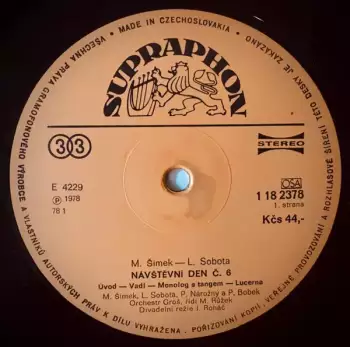 MADE IN CZECHOSLOVAKIA • VŠECHNA PRÁVA GRAMOFONOVÉHO VÝROBCE A VLASTNÍKŮ AUTORSKÝCH PRÁV K DÍLU VYHRAŽENA. POŘIZOVÁNÍ KOPIÍ, VEŘEJNÉ PROVOZOVÁNÍ A ROZHLASOVÉ ŠÍŘENÍ TÉTO DESKY JE ZAKÁZÁNO
SUPRAPHON
33
STEREO
E 4229
Ⓟ 1978
78 1
OSA
1 18 2378
1. strana
Kčs 44,-
M. Šimek — L. Sobota
NÁVŠTĚVNÍ DEN Č. 6
Úvod — Vadí — Monolog a tangem — Lucerna
M. Šimek, L. Sobota, P. Nárožný a P. Bobek
Orchestr Groš, řídí M. Růžek
Divadelní režie I. Roháč